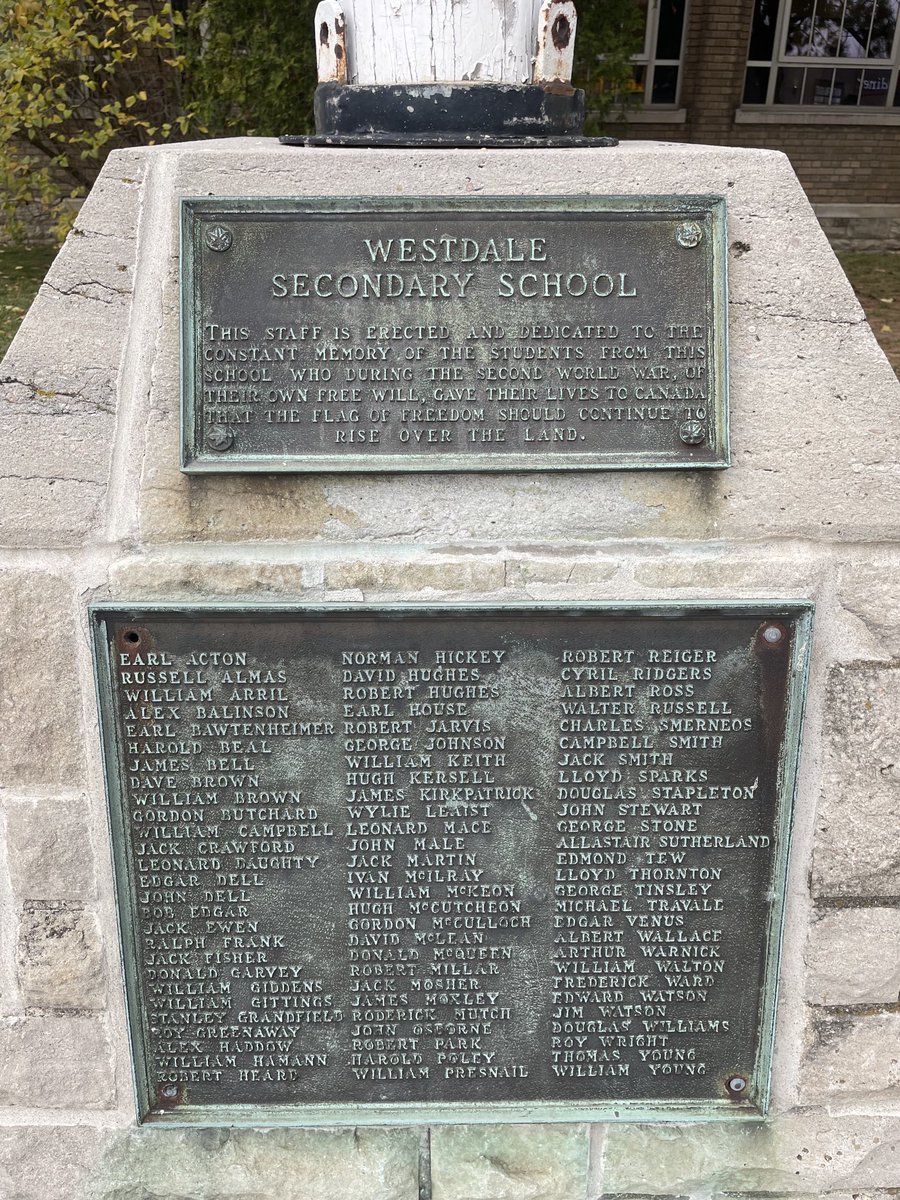 diner
WESTDALE
SECONDARY SCHOOL
THIS STAFF IS ERECTED AND DEDICATED TO THE
CONSTANT MEMORY OF THE STUDENTS FROM THIS
SCHOOL WHO DURING THE SECOND WORLD WAR, OF
THEIR OWN FREE WILL, GAVE THEIR LIVES TO CANADA
THAT THE FLAG OF FREEDOM SHOULD CONTINUE TO
RISE OVER THE LAND.
EARL ACTON
RUSSELL ALMAS
WILLIAM ARRIL
ALEX BALINSON
EARL BAWTENHEIMER
HAROLD BEAL
JAMES BELL
DAVE BROWN
WILLIAM BROWN
GORDON BUTCHARD
WILLIAM CAMPBELL
JACK CRAWFORD
LEONARD DAUGHTY
EDGAR DELL
JOHN DELL
BOB EDGAR
JACK EWEN
RALPH FRANK
JACK FISHER
DONALD GARVEY
WILLIAM GIDDENS
WILLIAM GITTINGS
STANLEY GRANDFIELD
ROY GREENAWAY
ALEX HADDOW
WILLIAM HAMANN
ROBERT HEARD
NORMAN HICKEY
DAVID HUGHES
ROBERT HUGHES
EARL HOUSE
ROBERT JARVIS
GEORGE JOHNSON
WILLIAM KEITH
HUGH KERSELL
JAMES KIRKPATRICK
WYLIE LEAIST
LEONARD MACE
JOHN MALE
JACK MARTIN
IVAN McILRAY
WILLIAM McKEON
HUGH McCUTCHEON
GORDON McCULLOCH
DAVID McLEAN
DONALD McQUEEN
ROBERT MILLAR
JACK MOSHER
JAMES MOXLEY
RODERICK MUTCH
JOHN OSBORNE
ROBERT PARK
HAROLD POLEY
WILLIAM PRESNAIL
ROBERT REIGER
CYRIL RIDGERS
ALBERT ROSS
WALTER RUSSELL
CHARLES SMERNEOS
CAMPBELL SMITH
JACK SMITH
LLOYD SPARKS
DOUGLAS STAPLETON
JOHN STEWART
GEORGE STONE
ALLASTAIR SUTHERLAND
EDMOND TEW
LLOYD THORNTON
GEORGE TINSLEY
MICHAEL TRAVALE
EDGAR VENUS
ALBERT WALLACE
ARTHUR WARNICK
WILLIAM WALTON
FREDERICK WARD
EDWARD WATSON
JIM WATSON
DOUGLAS WILLIAMS
ROY WRIGHT
THOMAS YOUNG
WILLIAM YOUNG